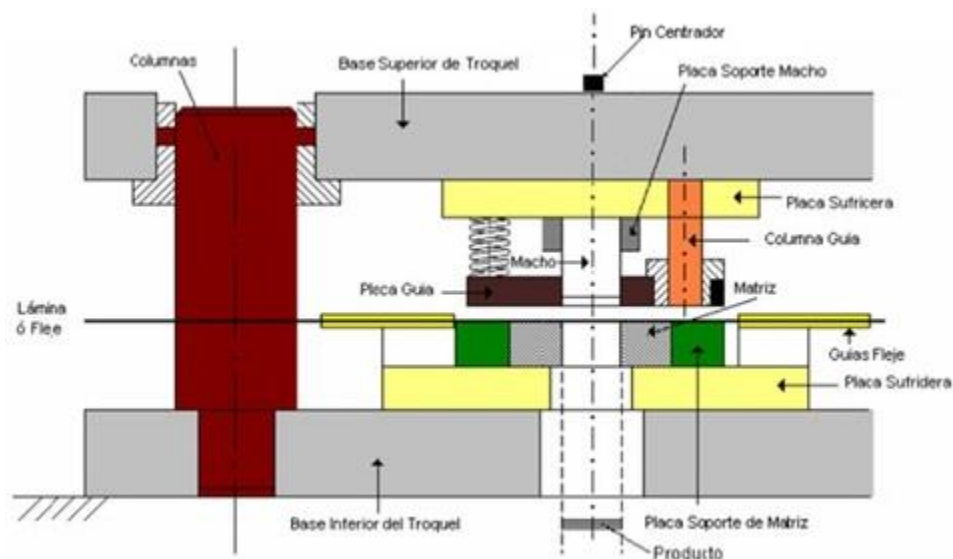 Pin Centrador
Columnas
Base Superior de Troquel
Placa Soporte Macho
Placa Sufricera
Columna Guia
Macho
Placa Guia
Matriz
Lámina
ó Fleje
Guias Fleje
Placa Sufridera
Base Inferior del Troquel
Placa Soporte de Matriz
Producto